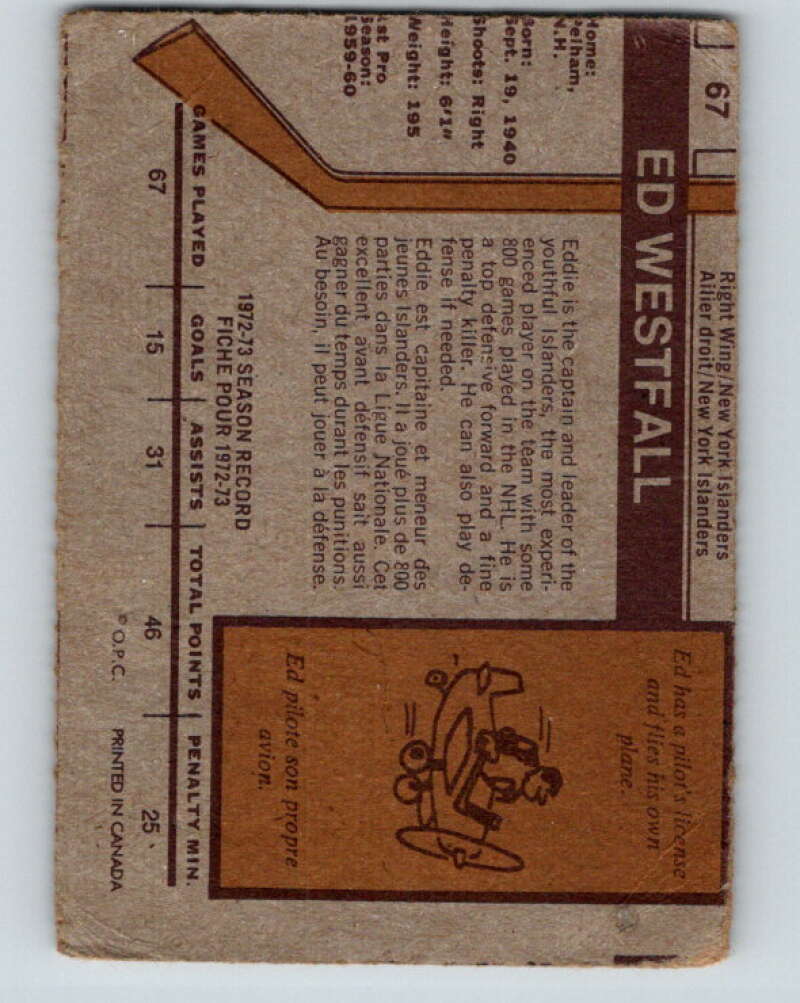 67
Right Wing/New York Islanders
Ailier droit/New York Islanders
ED WESTFALL
Home:
Pelham,
N.H.
Born:
Sept. 19, 1940
Shoots: Right
Height: 6'1"
Weight: 195
1st Pro
Season:
1959-60
Eddie is the captain and leader of the
youthful Islanders, the most experi-
enced player on the team with some
800 games played in the NHL. He is
a top defensive forward and a fine
penalty killer. He can also play de-
fense if needed.
Eddie est capitaine et meneur des
jeunes Islanders. Il a joué plus de 800
parties dans la Ligue Nationale. Cet
excellent avant défensif sait aussi
gagner du temps durant les punitions.
Au besoin, il peut jouer à la défense.
Ed has a pilot's license
and flies his own
plane.
Ed pilote son propre
avion.
1972-73 SEASON RECORD
FICHE POUR 1972-73
GAMES PLAYED GOALS ASSISTS TOTAL POINTS PENALTY MIN.
67 15 31 46 25
© O.P.C. PRINTED IN CANADA